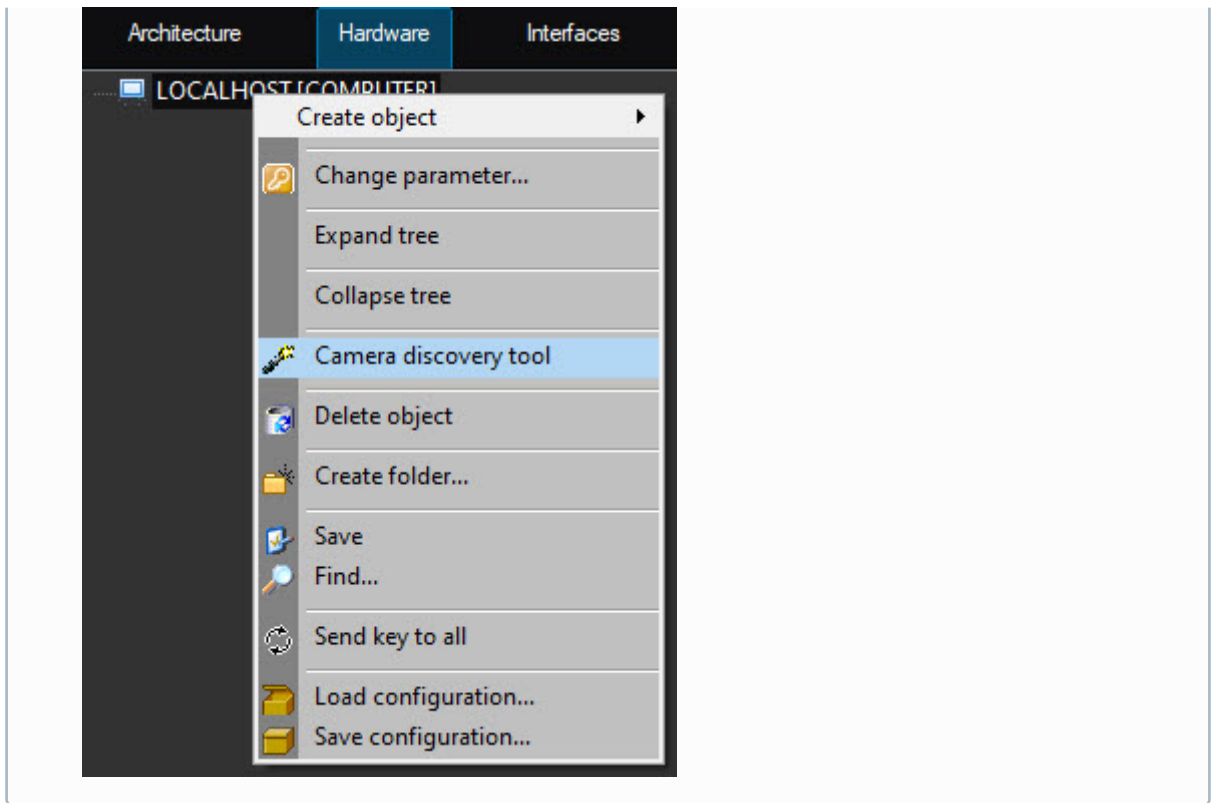 Architecture Hardware Interfaces
LOCALHOST [COMPUTER]
Create object
Change parameter...
Expand tree
Collapse tree
Camera discovery tool
Delete object
Create folder...
Save
Find...
Send key to all
Load configuration...
Save configuration...